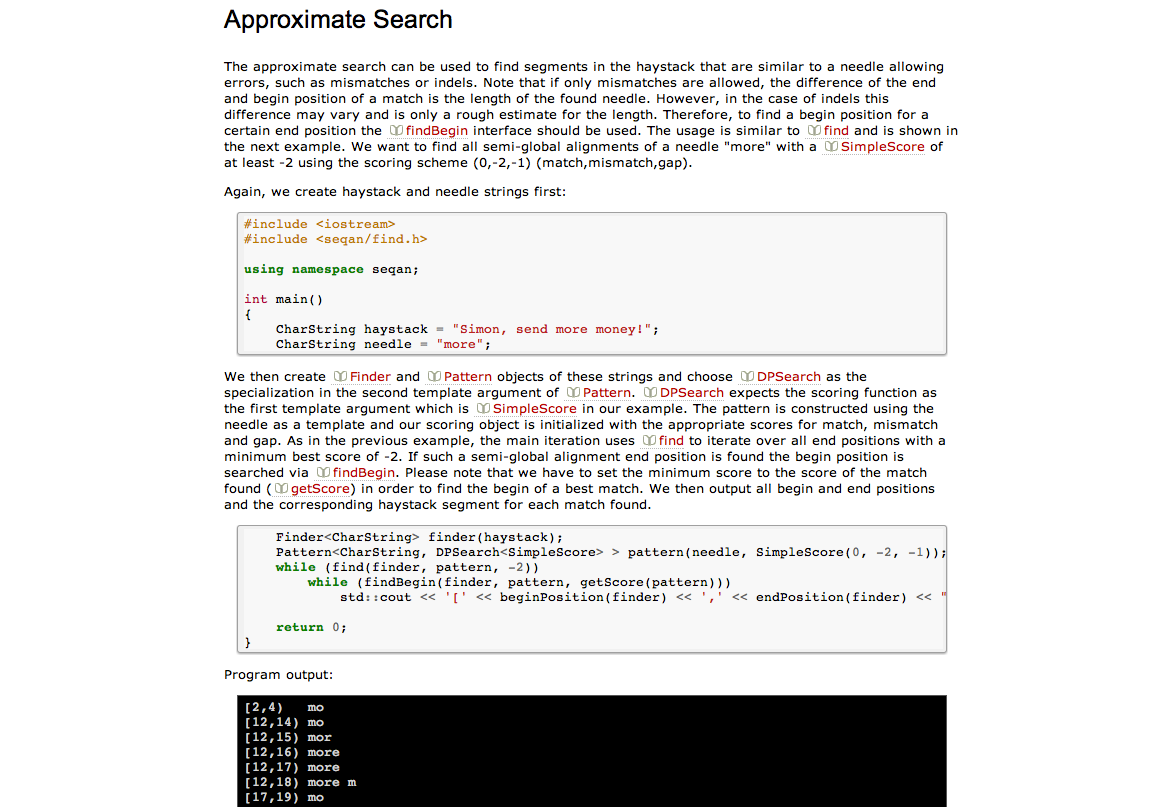 Approximate Search
The approximate search can be used to find segments in the haystack that are similar to a needle allowing
errors, such as mismatches or indels. Note that if only mismatches are allowed, the difference of the end
and begin position of a match is the length of the found needle. However, in the case of indels this
difference may vary and is only a rough estimate for the length. Therefore, to find a begin position for a
certain end position the findBegin interface should be used. The usage is similar to find and is shown in
the next example. We want to find all semi-global alignments of a needle "more" with a SimpleScore of
at least -2 using the scoring scheme (0,-2,-1) (match,mismatch,gap).
Again, we create haystack and needle strings first:
#include <iostream>
#include <seqan/find.h>
using namespace seqan;
int main()
{
    CharString haystack = "Simon, send more money!";
    CharString needle = "more";
We then create Finder and Pattern objects of these strings and choose DPSearch as the
specialization in the second template argument of Pattern. DPSearch expects the scoring function as
the first template argument which is SimpleScore in our example. The pattern is constructed using the
needle as a template and our scoring object is initialized with the appropriate scores for match, mismatch
and gap. As in the previous example, the main iteration uses find to iterate over all end positions with a
minimum best score of -2. If such a semi-global alignment end position is found the begin position is
searched via findBegin. Please note that we have to set the minimum score to the score of the match
found ( getScore) in order to find the begin of a best match. We then output all begin and end positions
and the corresponding haystack segment for each match found.
    Finder<CharString> finder(haystack);
    Pattern<CharString, DPSearch<SimpleScore> > pattern(needle, SimpleScore(0, -2, -1));
    while (find(finder, pattern, -2))
        while (findBegin(finder, pattern, getScore(pattern)))
            std::cout << '[' << beginPosition(finder) << ',' << endPosition(finder) << "
    return 0;
}
Program output:
[2,4)   mo
[12,14) mo
[12,15) mor
[12,16) more
[12,17) more
[12,18) more m
[17,19) mo